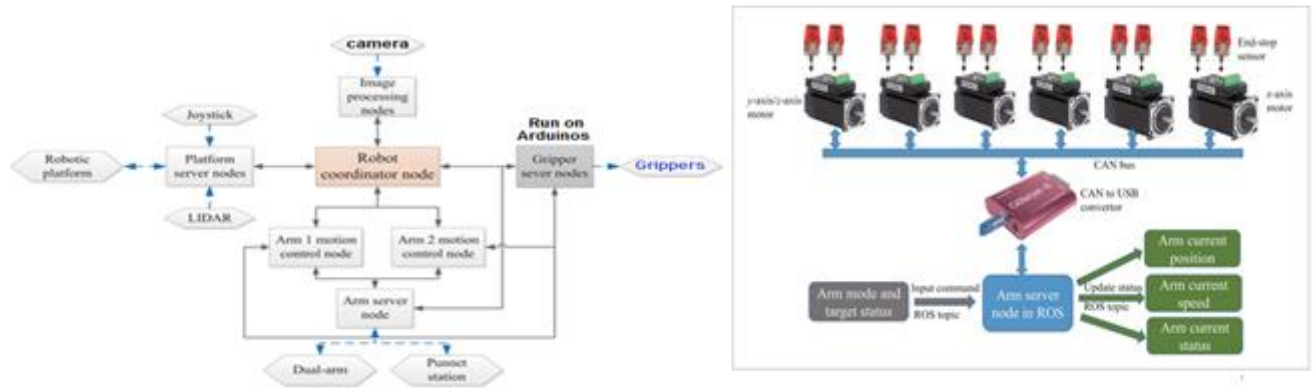 camera
Image
processing
nodes
Joystick
Run on
Arduinos
Robotic
platform
Platform
server nodes
Robot
coordinator node
Gripper
sever nodes
Grippers
LIDAR
Arm 1 motion
control node
Arm 2 motion
control node
Arm server
node
Dual-arm
Punnet
station
End-stop
sensor
y-axis/z-axis
motor
x-axis
motor
CAN bus
CAN to USB
convertor
Arm mode and
target status
Input command
ROS topic
Arm server
node in ROS
Update status
ROS topic
Arm current
position
Arm current
speed
Arm current
status